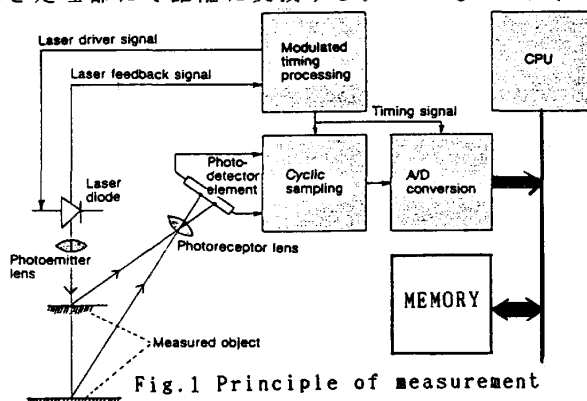 Laser driver signal
Laser feedback signal
Modulated
timing
processing
CPU
Timing signal
Photo-
detector
element
Cyclic
sampling
A/D
conversion
Laser
diode
Photoreceptor lens
Photoemitter
lens
MEMORY
Measured object
Fig.1 Principle of measurement